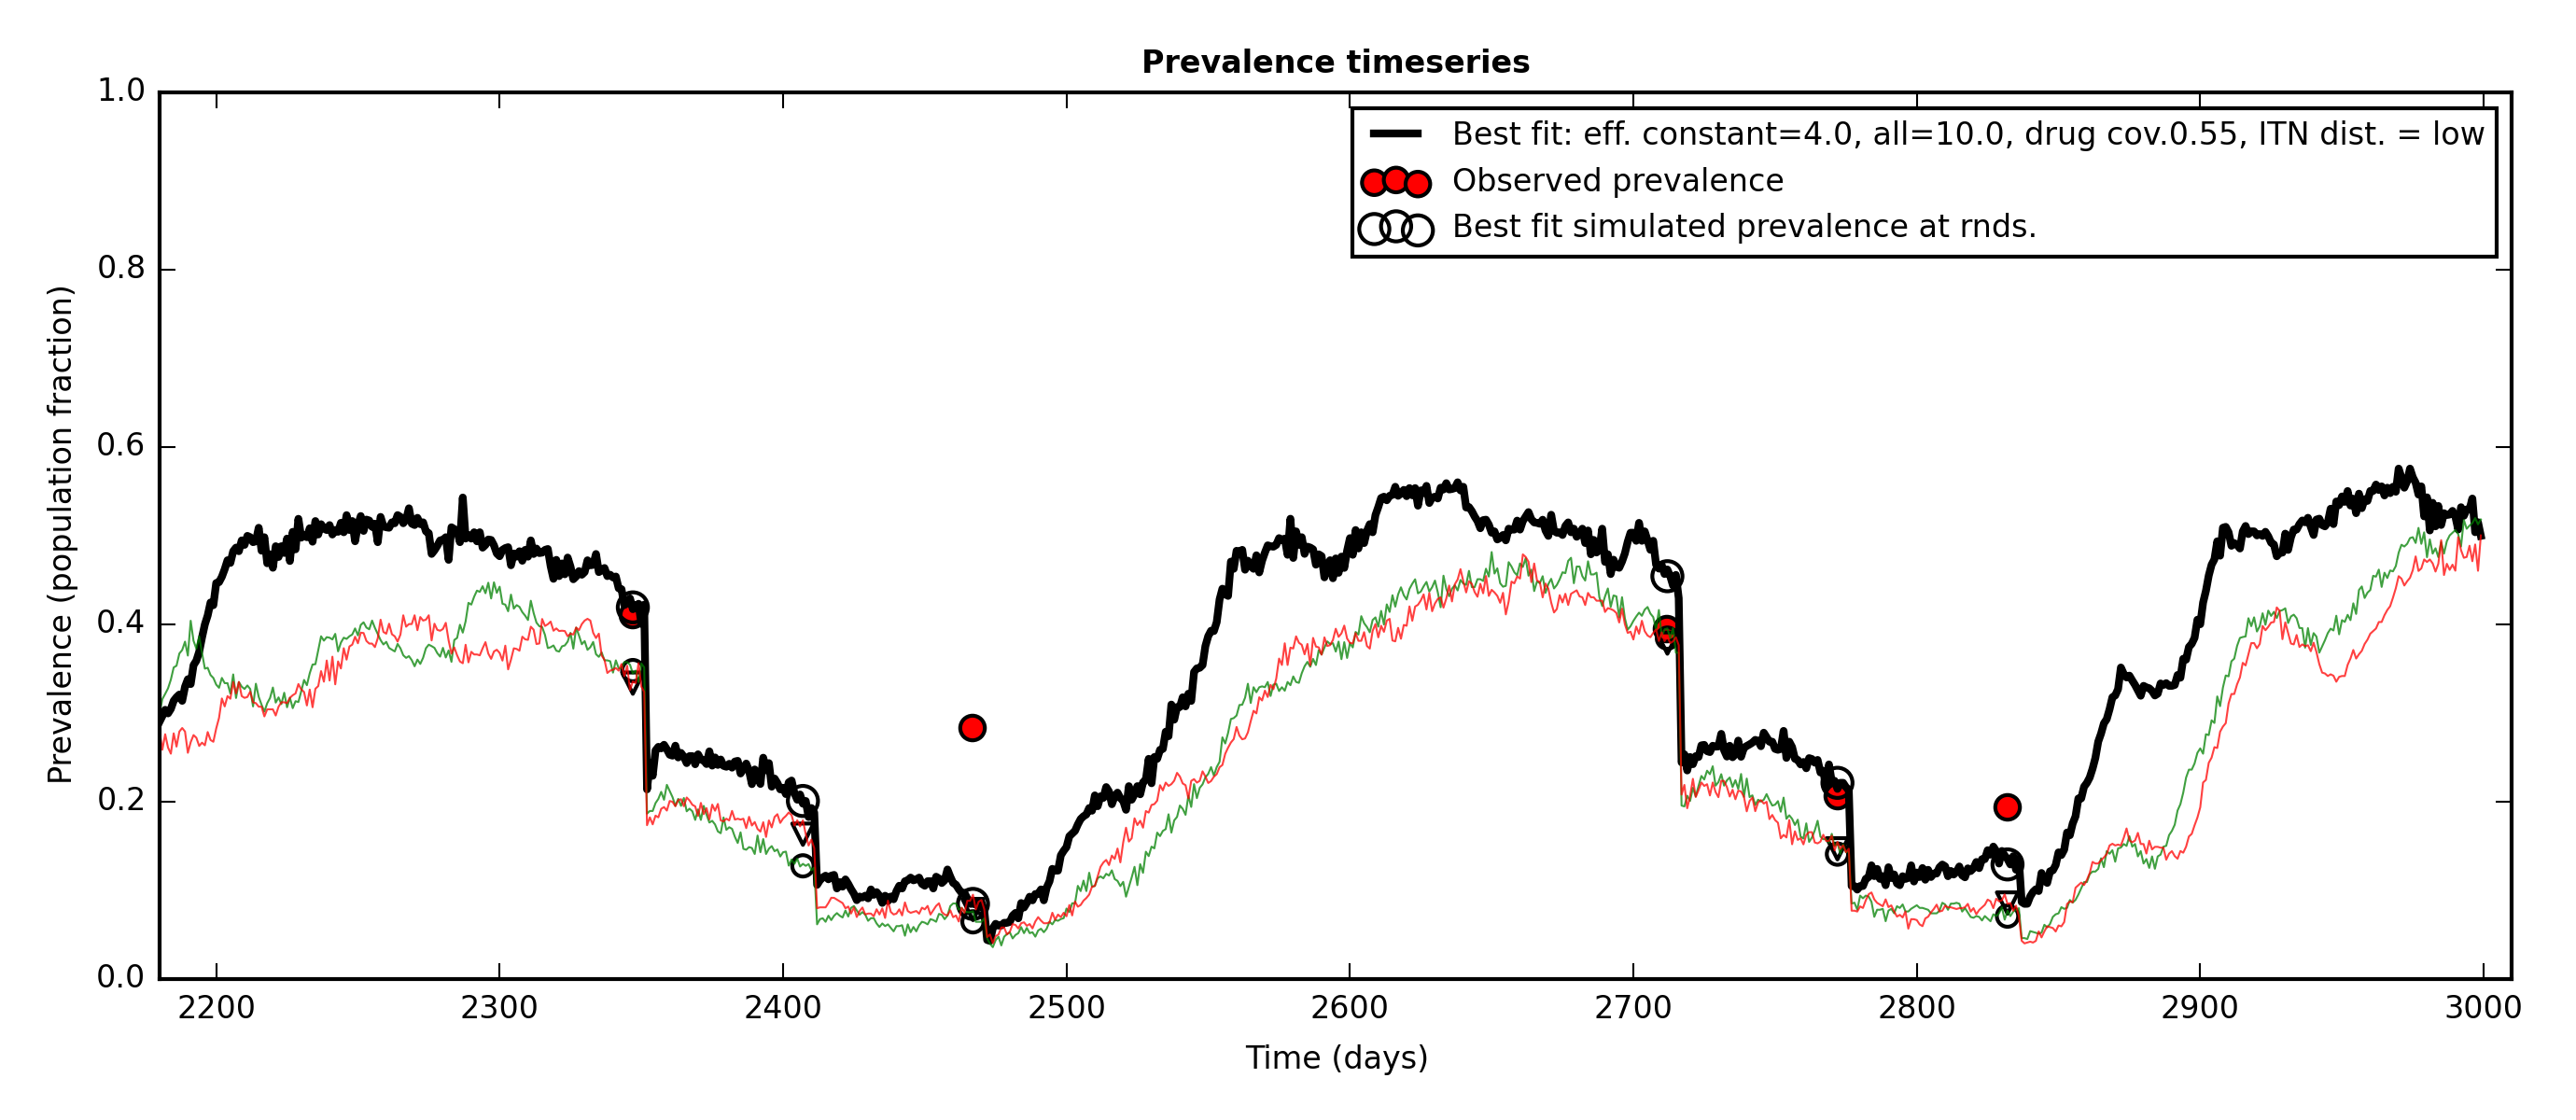 Prevalence timeseries
1.0
0.8
0.6
0.4
0.2
0.0
Prevalence (population fraction)
Best fit: eff. constant=4.0, all=10.0, drug cov.0.55, ITN dist. = low
Observed prevalence
Best fit simulated prevalence at rnds.
2200 2300 2400 2500 2600 2700 2800 2900 3000
Time (days)